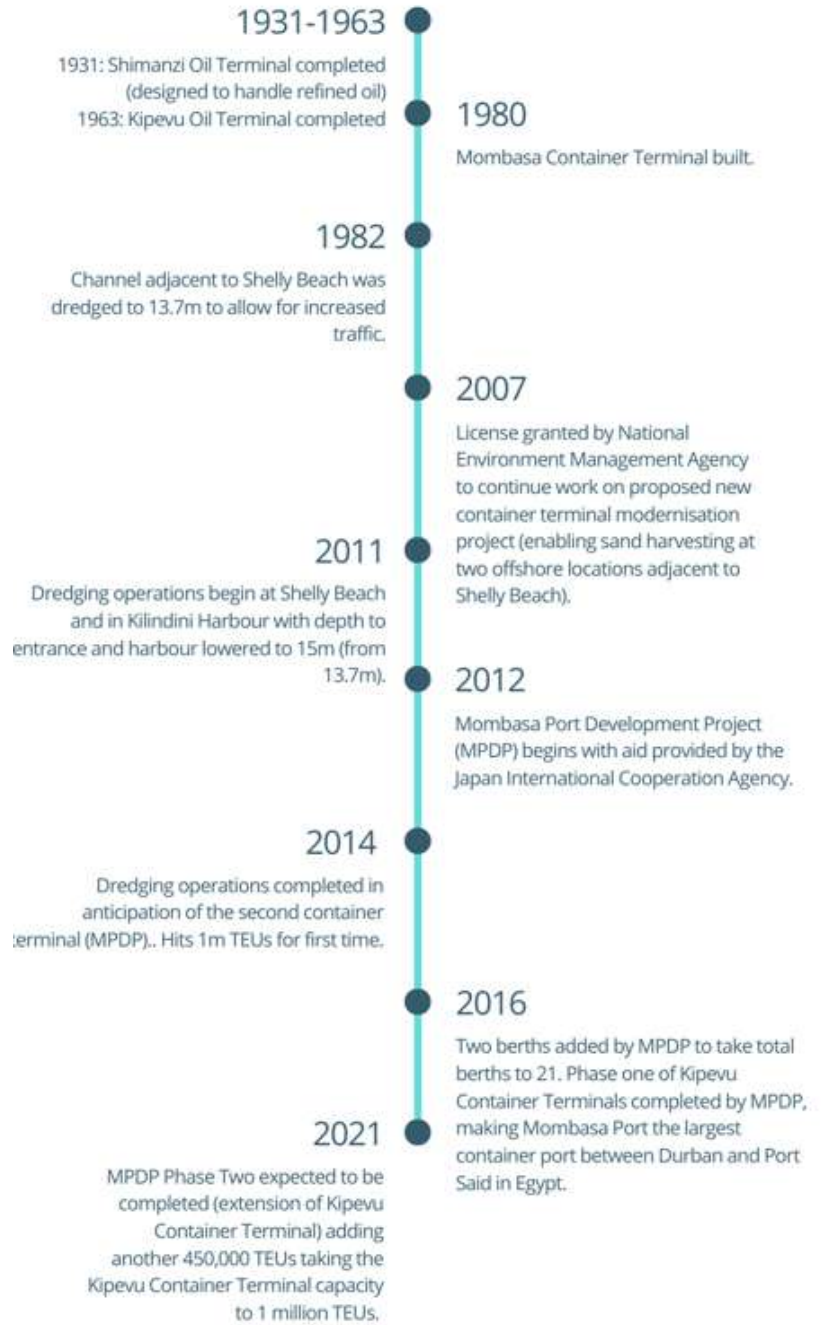 1931-1963
1931: Shimanzi Oil Terminal completed
(designed to handle refined oil)
1963: Kipevu Oil Terminal completed
1980
Mombasa Container Terminal built.
1982
Channel adjacent to Shelly Beach was
dredged to 13.7m to allow for increased
traffic.
2007
License granted by National
Environment Management Agency
to continue work on proposed new
container terminal modernisation
project (enabling sand harvesting at
two offshore locations adjacent to
Shelly Beach).
2011
Dredging operations begin at Shelly Beach
and in Kilindini Harbour with depth to
entrance and harbour lowered to 15m (from
13.7m).
2012
Mombasa Port Development Project
(MPDP) begins with aid provided by the
Japan International Cooperation Agency.
2014
Dredging operations completed in
anticipation of the second container
erminal (MPDP).. Hits 1m TEUs for first time.
2016
Two berths added by MPDP to take total
berths to 21. Phase one of Kipevu
Container Terminals completed by MPDP,
making Mombasa Port the largest
container port between Durban and Port
Said in Egypt.
2021
MPDP Phase Two expected to be
completed (extension of Kipevu
Container Terminal) adding
another 450,000 TEUs taking the
Kipevu Container Terminal capacity
to 1 million TEUs.